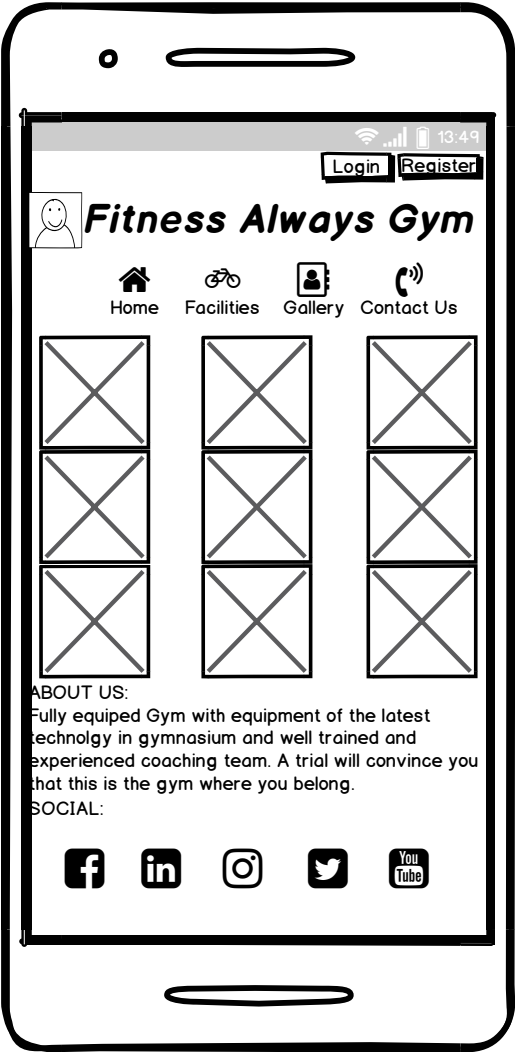 13:49
Login Register
Fitness Always Gym
Home Facilities Gallery Contact Us
ABOUT US:
Fully equiped Gym with equipment of the latest
technolgy in gymnasium and well trained and
experienced coaching team. A trial will convince you
that this is the gym where you belong.
SOCIAL:
in
You
Tube